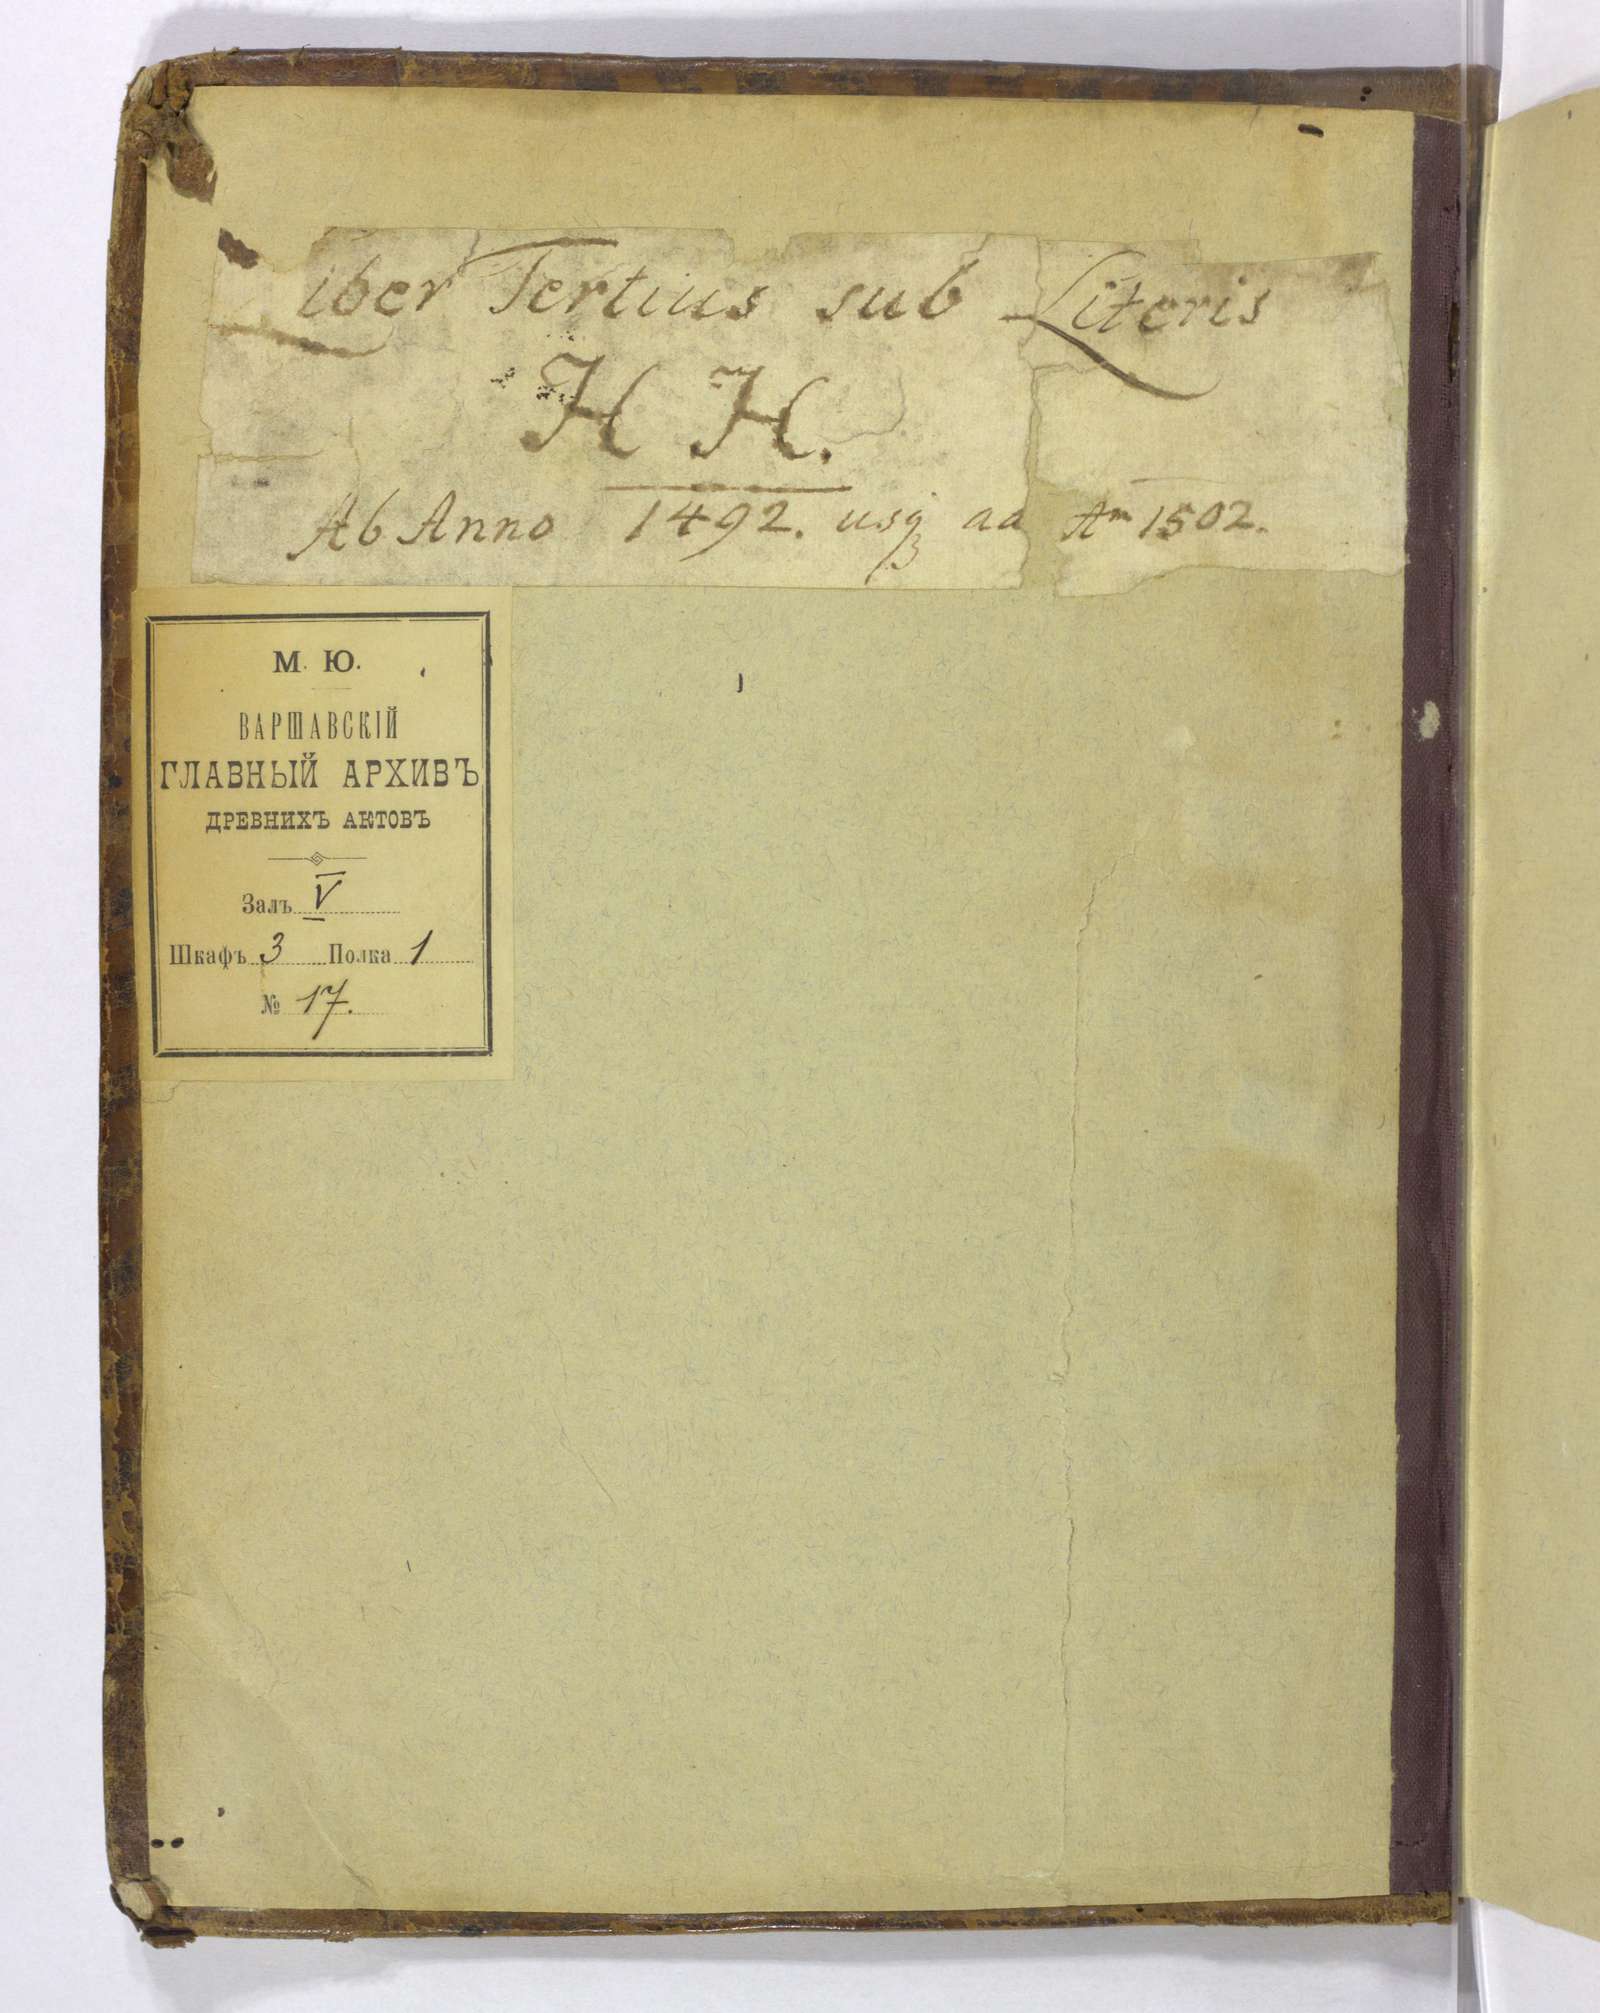 Liber Tertius sub Literis
H H.
Ab Anno 1492. usqꝫ ad Am 1502.
М. Ю.
ВАРШАВСКІЙ
ГЛАВНЫЙ АРХИВЪ
ДРЕВНИХЪ АКТОВЪ
Залъ V
Шкафъ 3 Полка 1
№ 17.